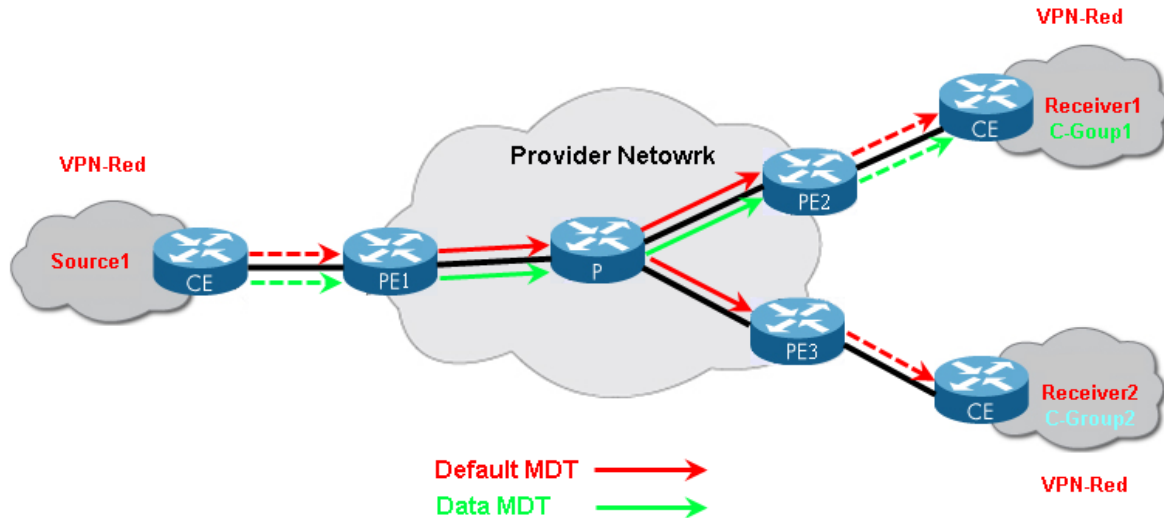 VPN-Red
Receiver1
C-Goup1
CE
Provider Netowrk
PE2
VPN-Red
Source1
CE
PE1
P
PE3
Receiver2
C-Group2
CE
VPN-Red
Default MDT
Data MDT